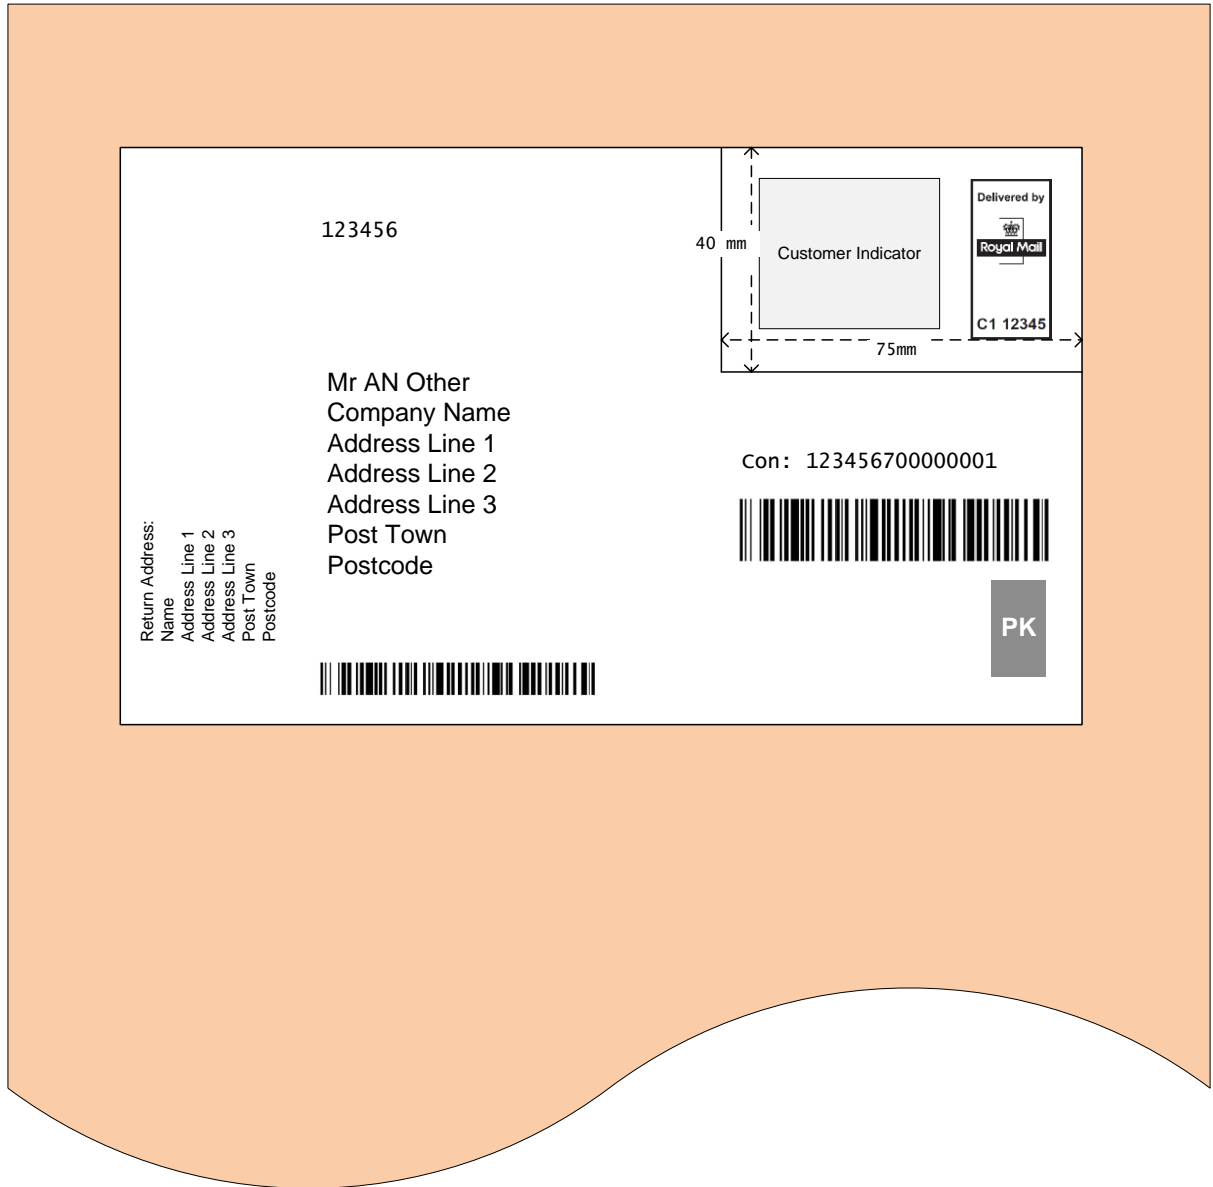 123456
40 mm
Customer Indicator
Delivered by
Royal Mail
C1 12345
75mm
Mr AN Other
Company Name
Address Line 1
Address Line 2
Address Line 3
Post Town
Postcode
Con: 123456700000001
Return Address:
Name
Address Line 1
Address Line 2
Address Line 3
Post Town
Postcode
PK